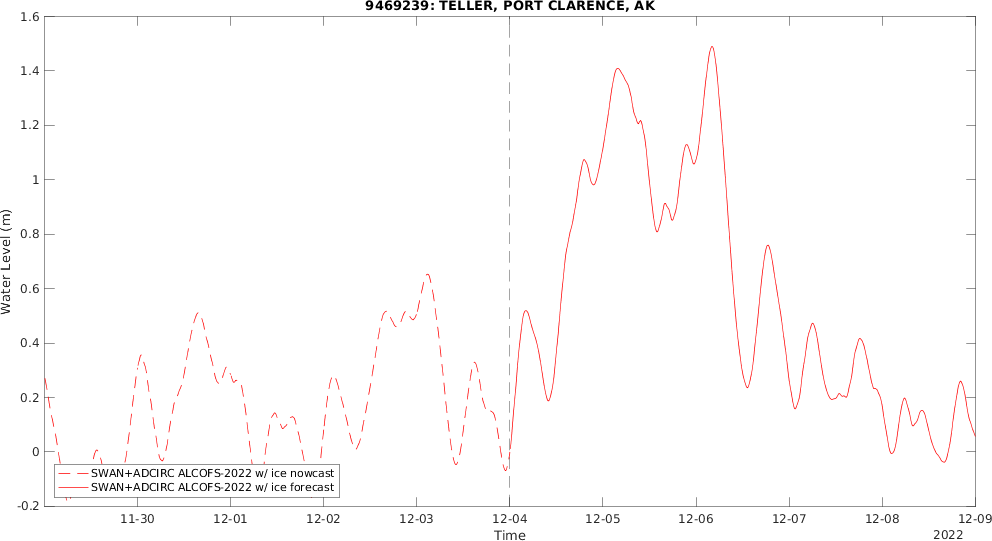 9469239: TELLER, PORT CLARENCE, AK
1.6
1.4
1.2
1
0.8
0.6
0.4
0.2
0
-0.2
Water Level (m)
SWAN+ADCIRC ALCOFS-2022 w/ ice nowcast
SWAN+ADCIRC ALCOFS-2022 w/ ice forecast
11-30 12-01 12-02 12-03 12-04 12-05 12-06 12-07 12-08 12-09
Time
2022